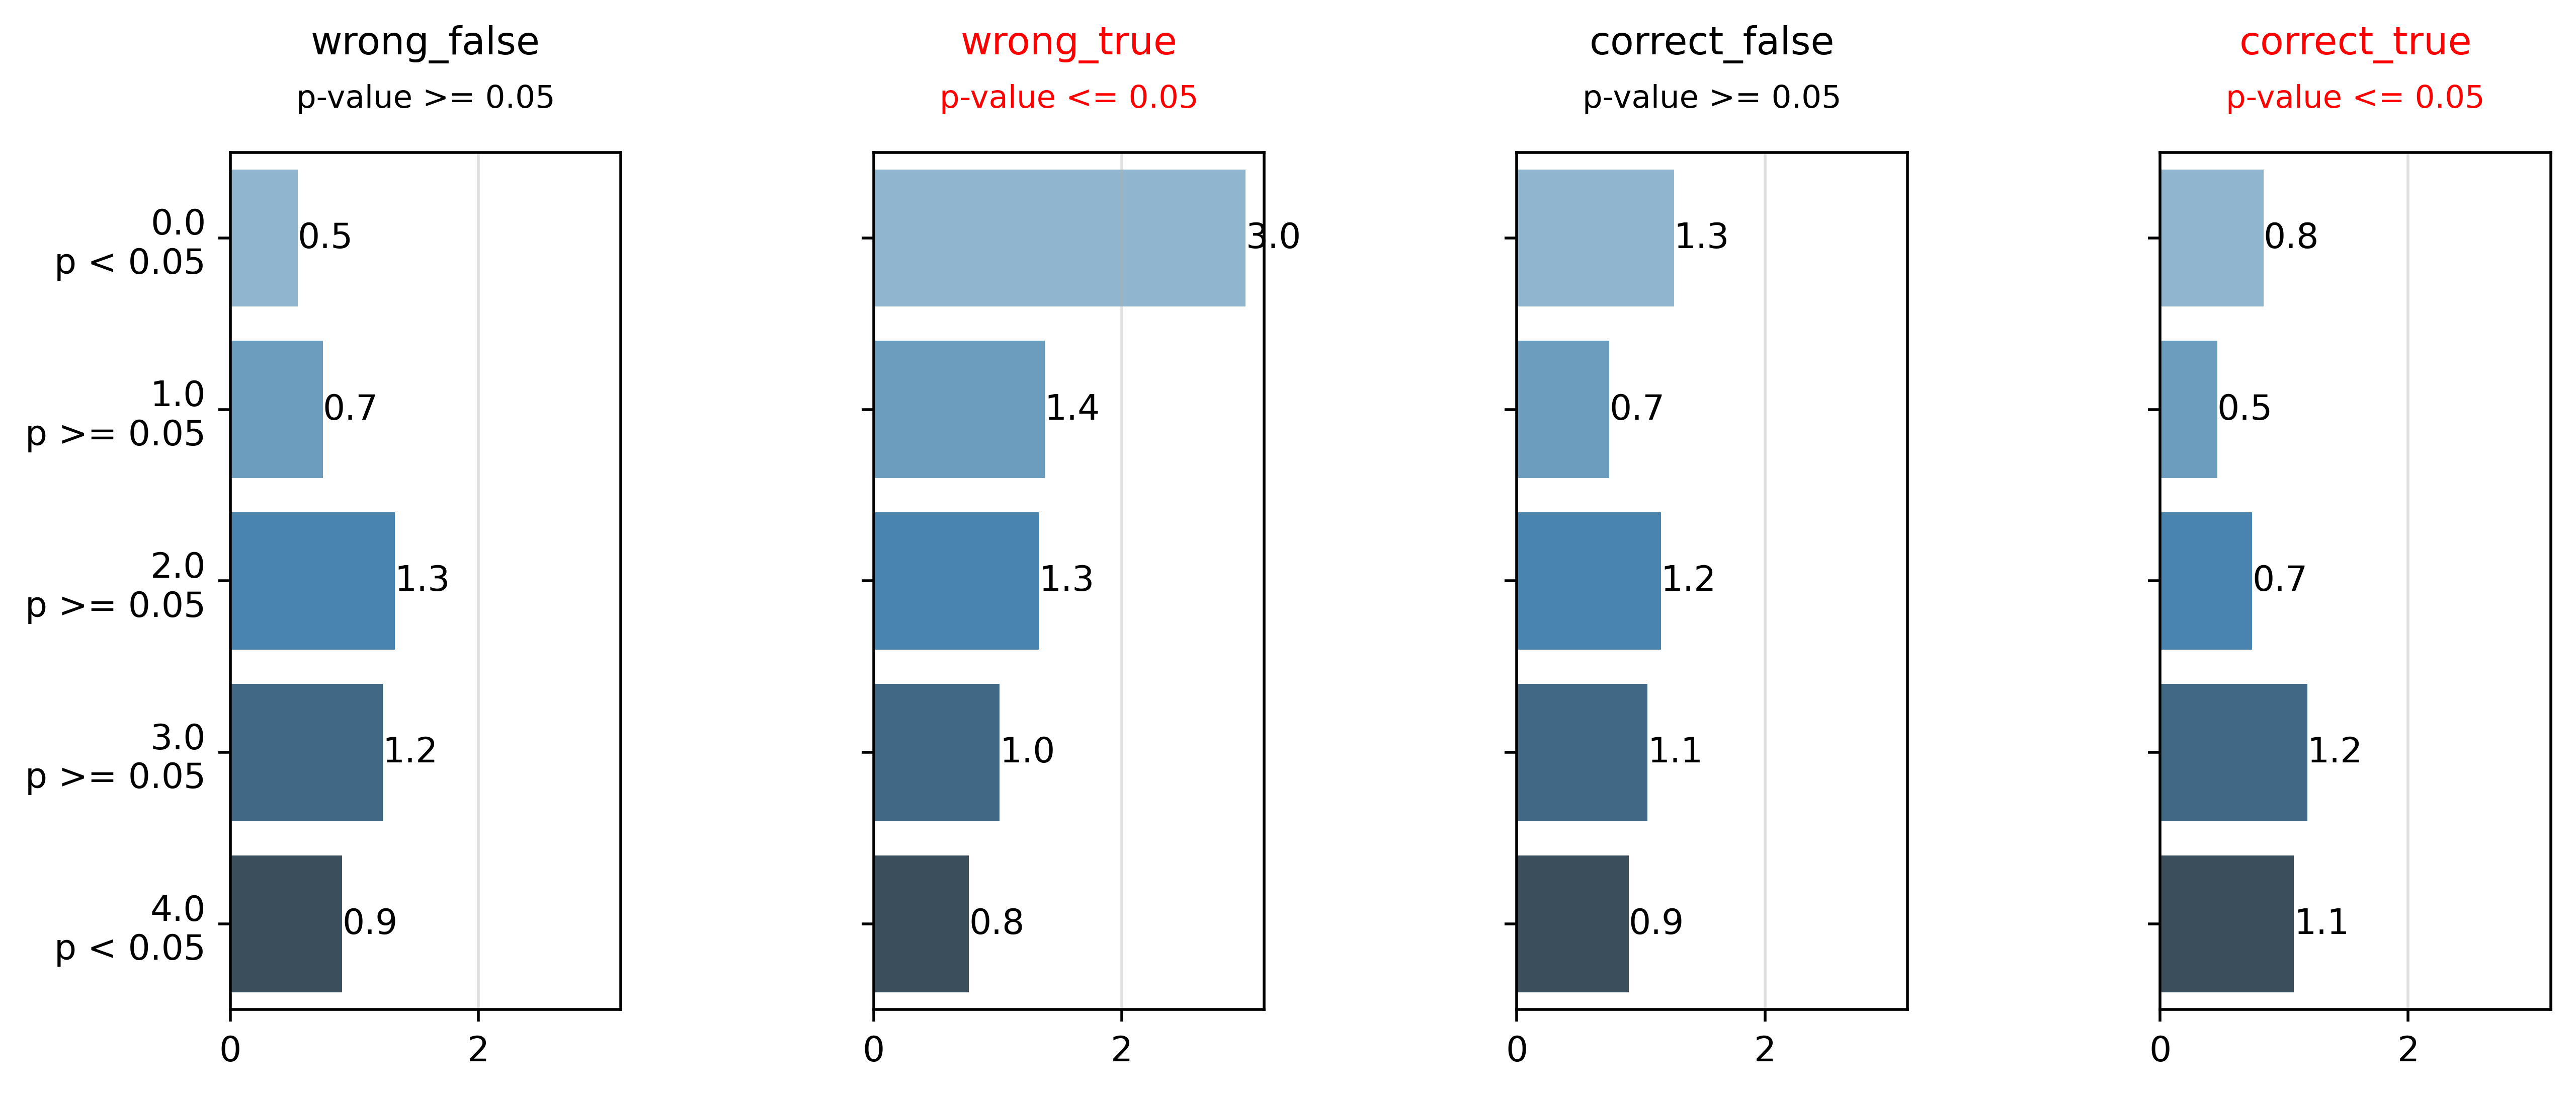 wrong_false
p-value >= 0.05
wrong_true
p-value <= 0.05
correct_false
p-value >= 0.05
correct_true
p-value <= 0.05
0.0
p < 0.05
1.0
p >= 0.05
2.0
p >= 0.05
3.0
p >= 0.05
4.0
p < 0.05
0.5
0.7
1.3
1.2
0.9
0
2
3.0
1.4
1.3
1.0
0.8
0
2
1.3
0.7
1.2
1.1
0.9
0
2
0.8
0.5
0.7
1.2
1.1
0
2